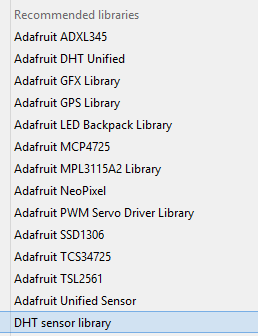 Recommended libraries
Adafruit ADXL345
Adafruit DHT Unified
Adafruit GFX Library
Adafruit GPS Library
Adafruit LED Backpack Library
Adafruit MCP4725
Adafruit MPL3115A2 Library
Adafruit NeoPixel
Adafruit PWM Servo Driver Library
Adafruit SSD1306
Adafruit TCS34725
Adafruit TSL2561
Adafruit Unified Sensor
DHT sensor library